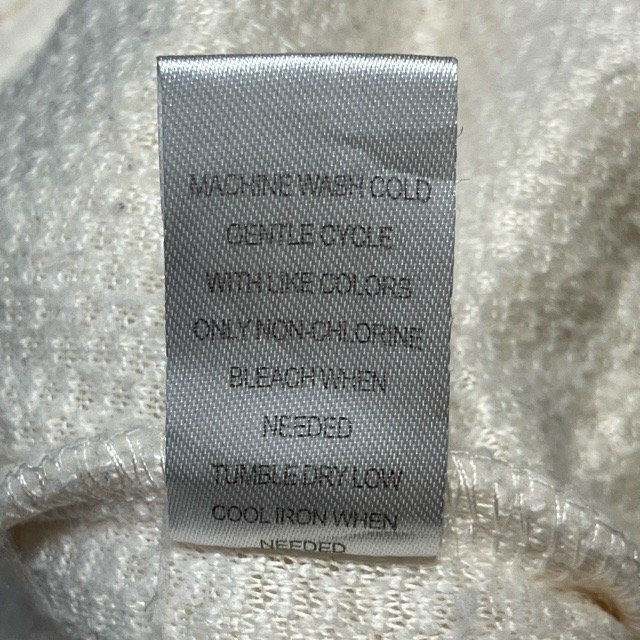 MACHINE WASH COLD
GENTLE CYCLE
WITH LIKE COLORS
ONLY NON-CHLORINE
BLEACH WHEN
NEEDED
TUMBLE DRY LOW
COOL IRON WHEN
NEEDED